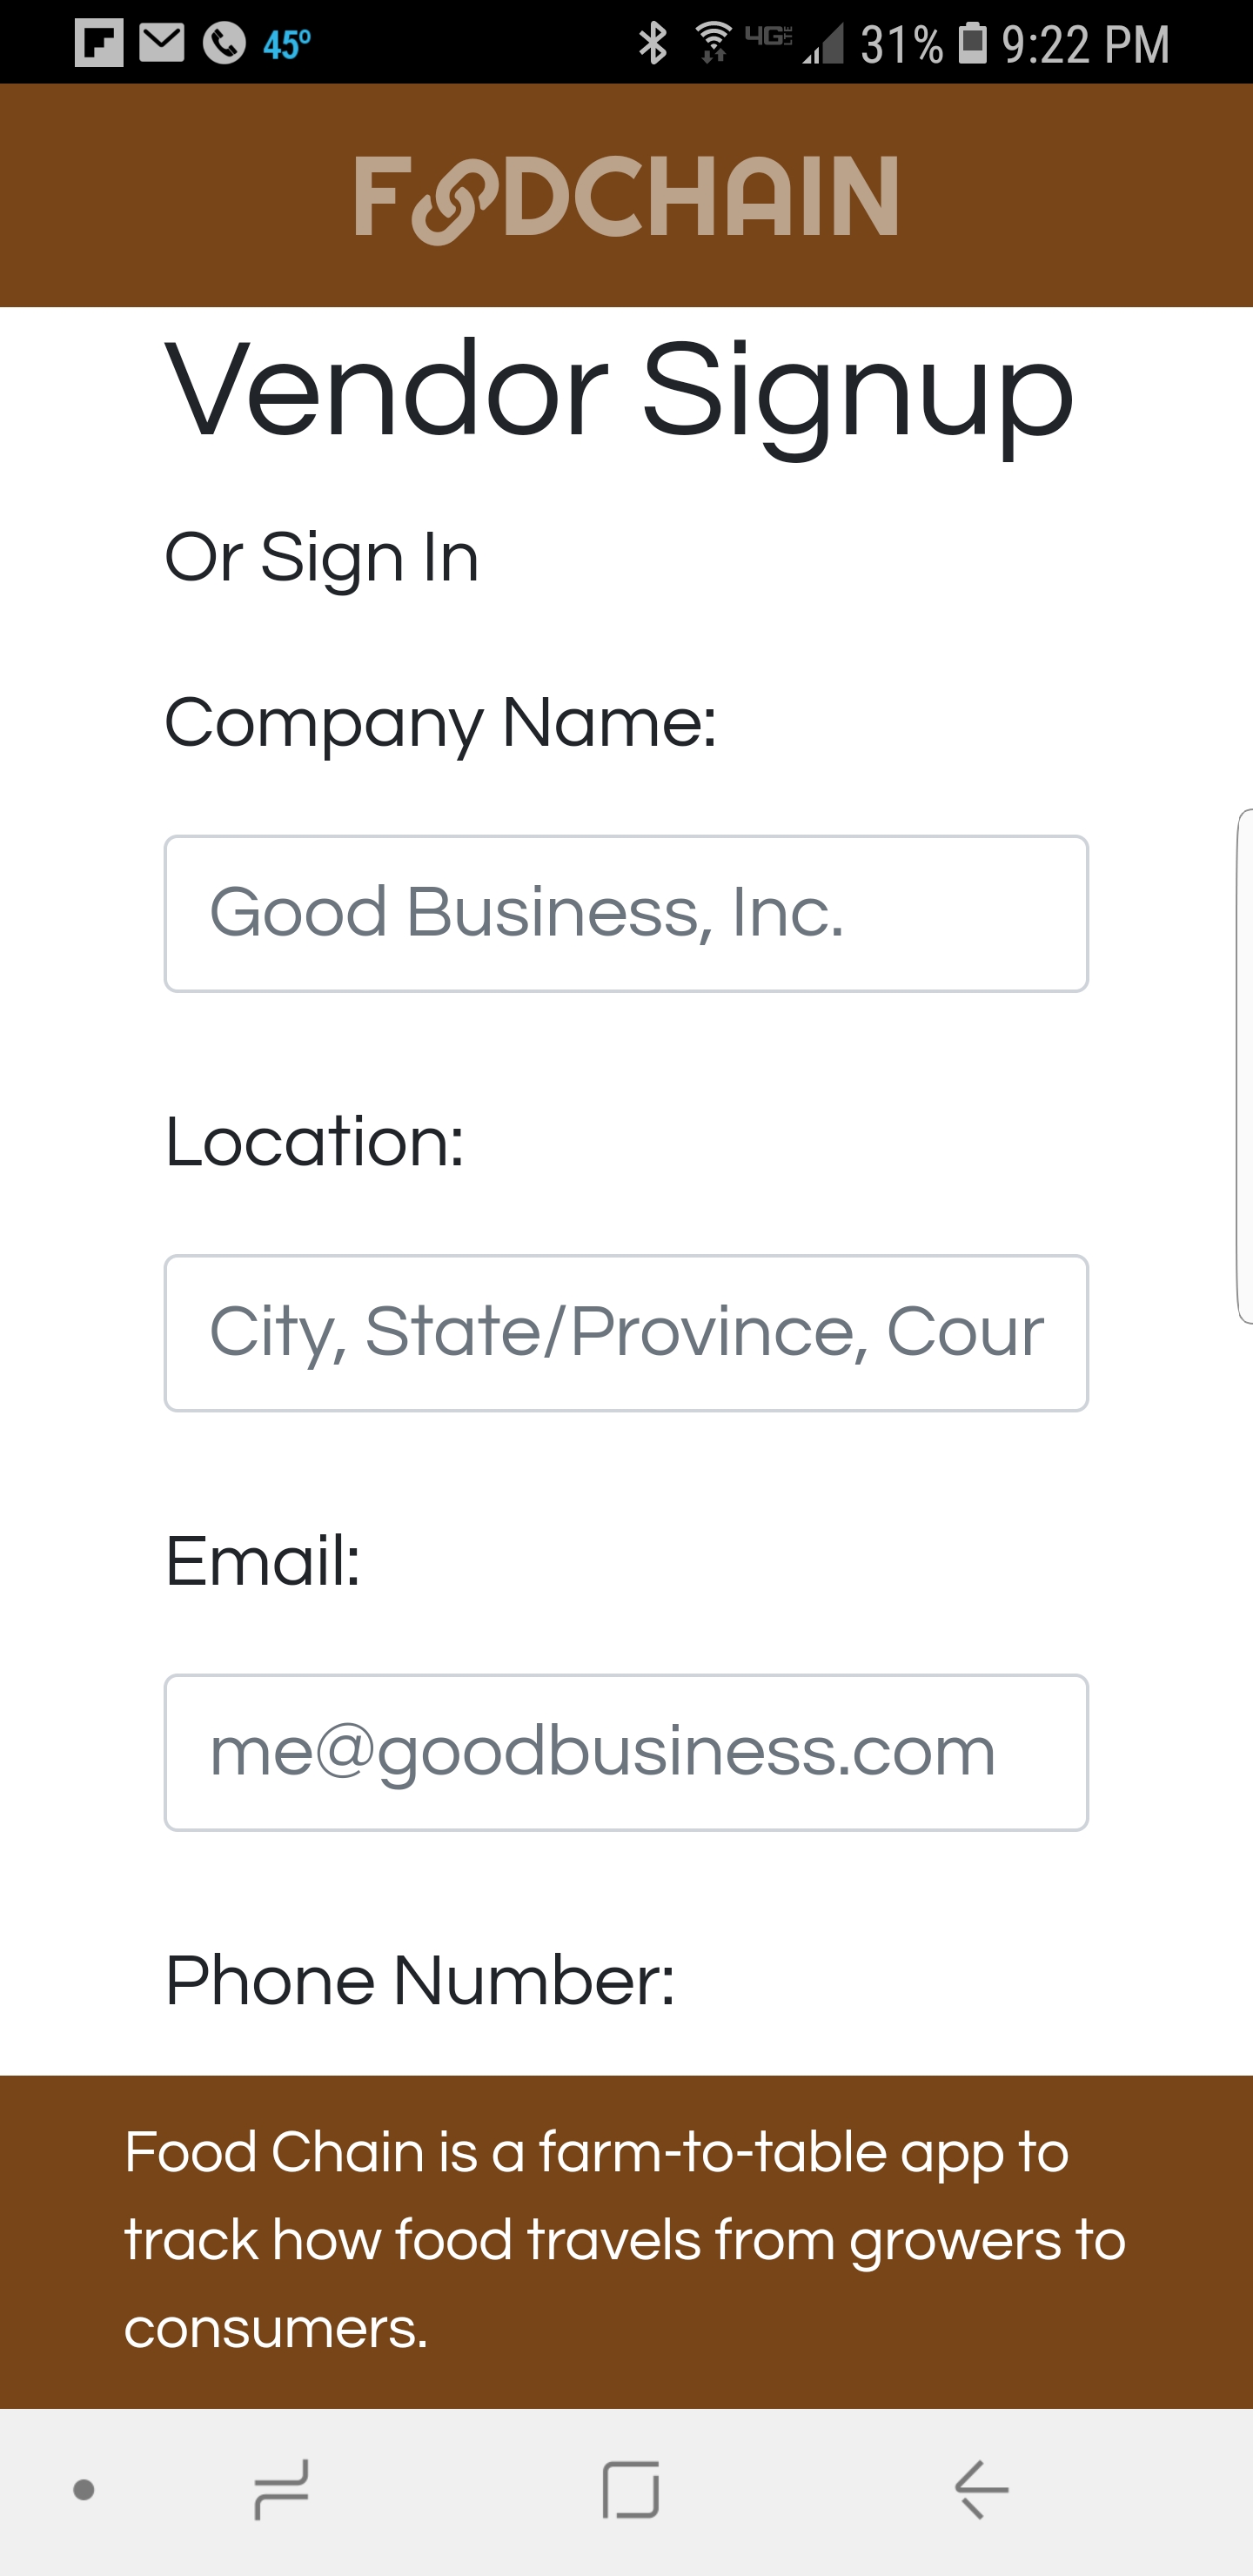 45° 4G LTE 31% 9:22 PM
FOODCHAIN
Vendor Signup
Or Sign In
Company Name:
Good Business, Inc.
Location:
City, State/Province, Cour
Email:
me@goodbusiness.com
Phone Number:
Food Chain is a farm-to-table app to
track how food travels from growers to
consumers.